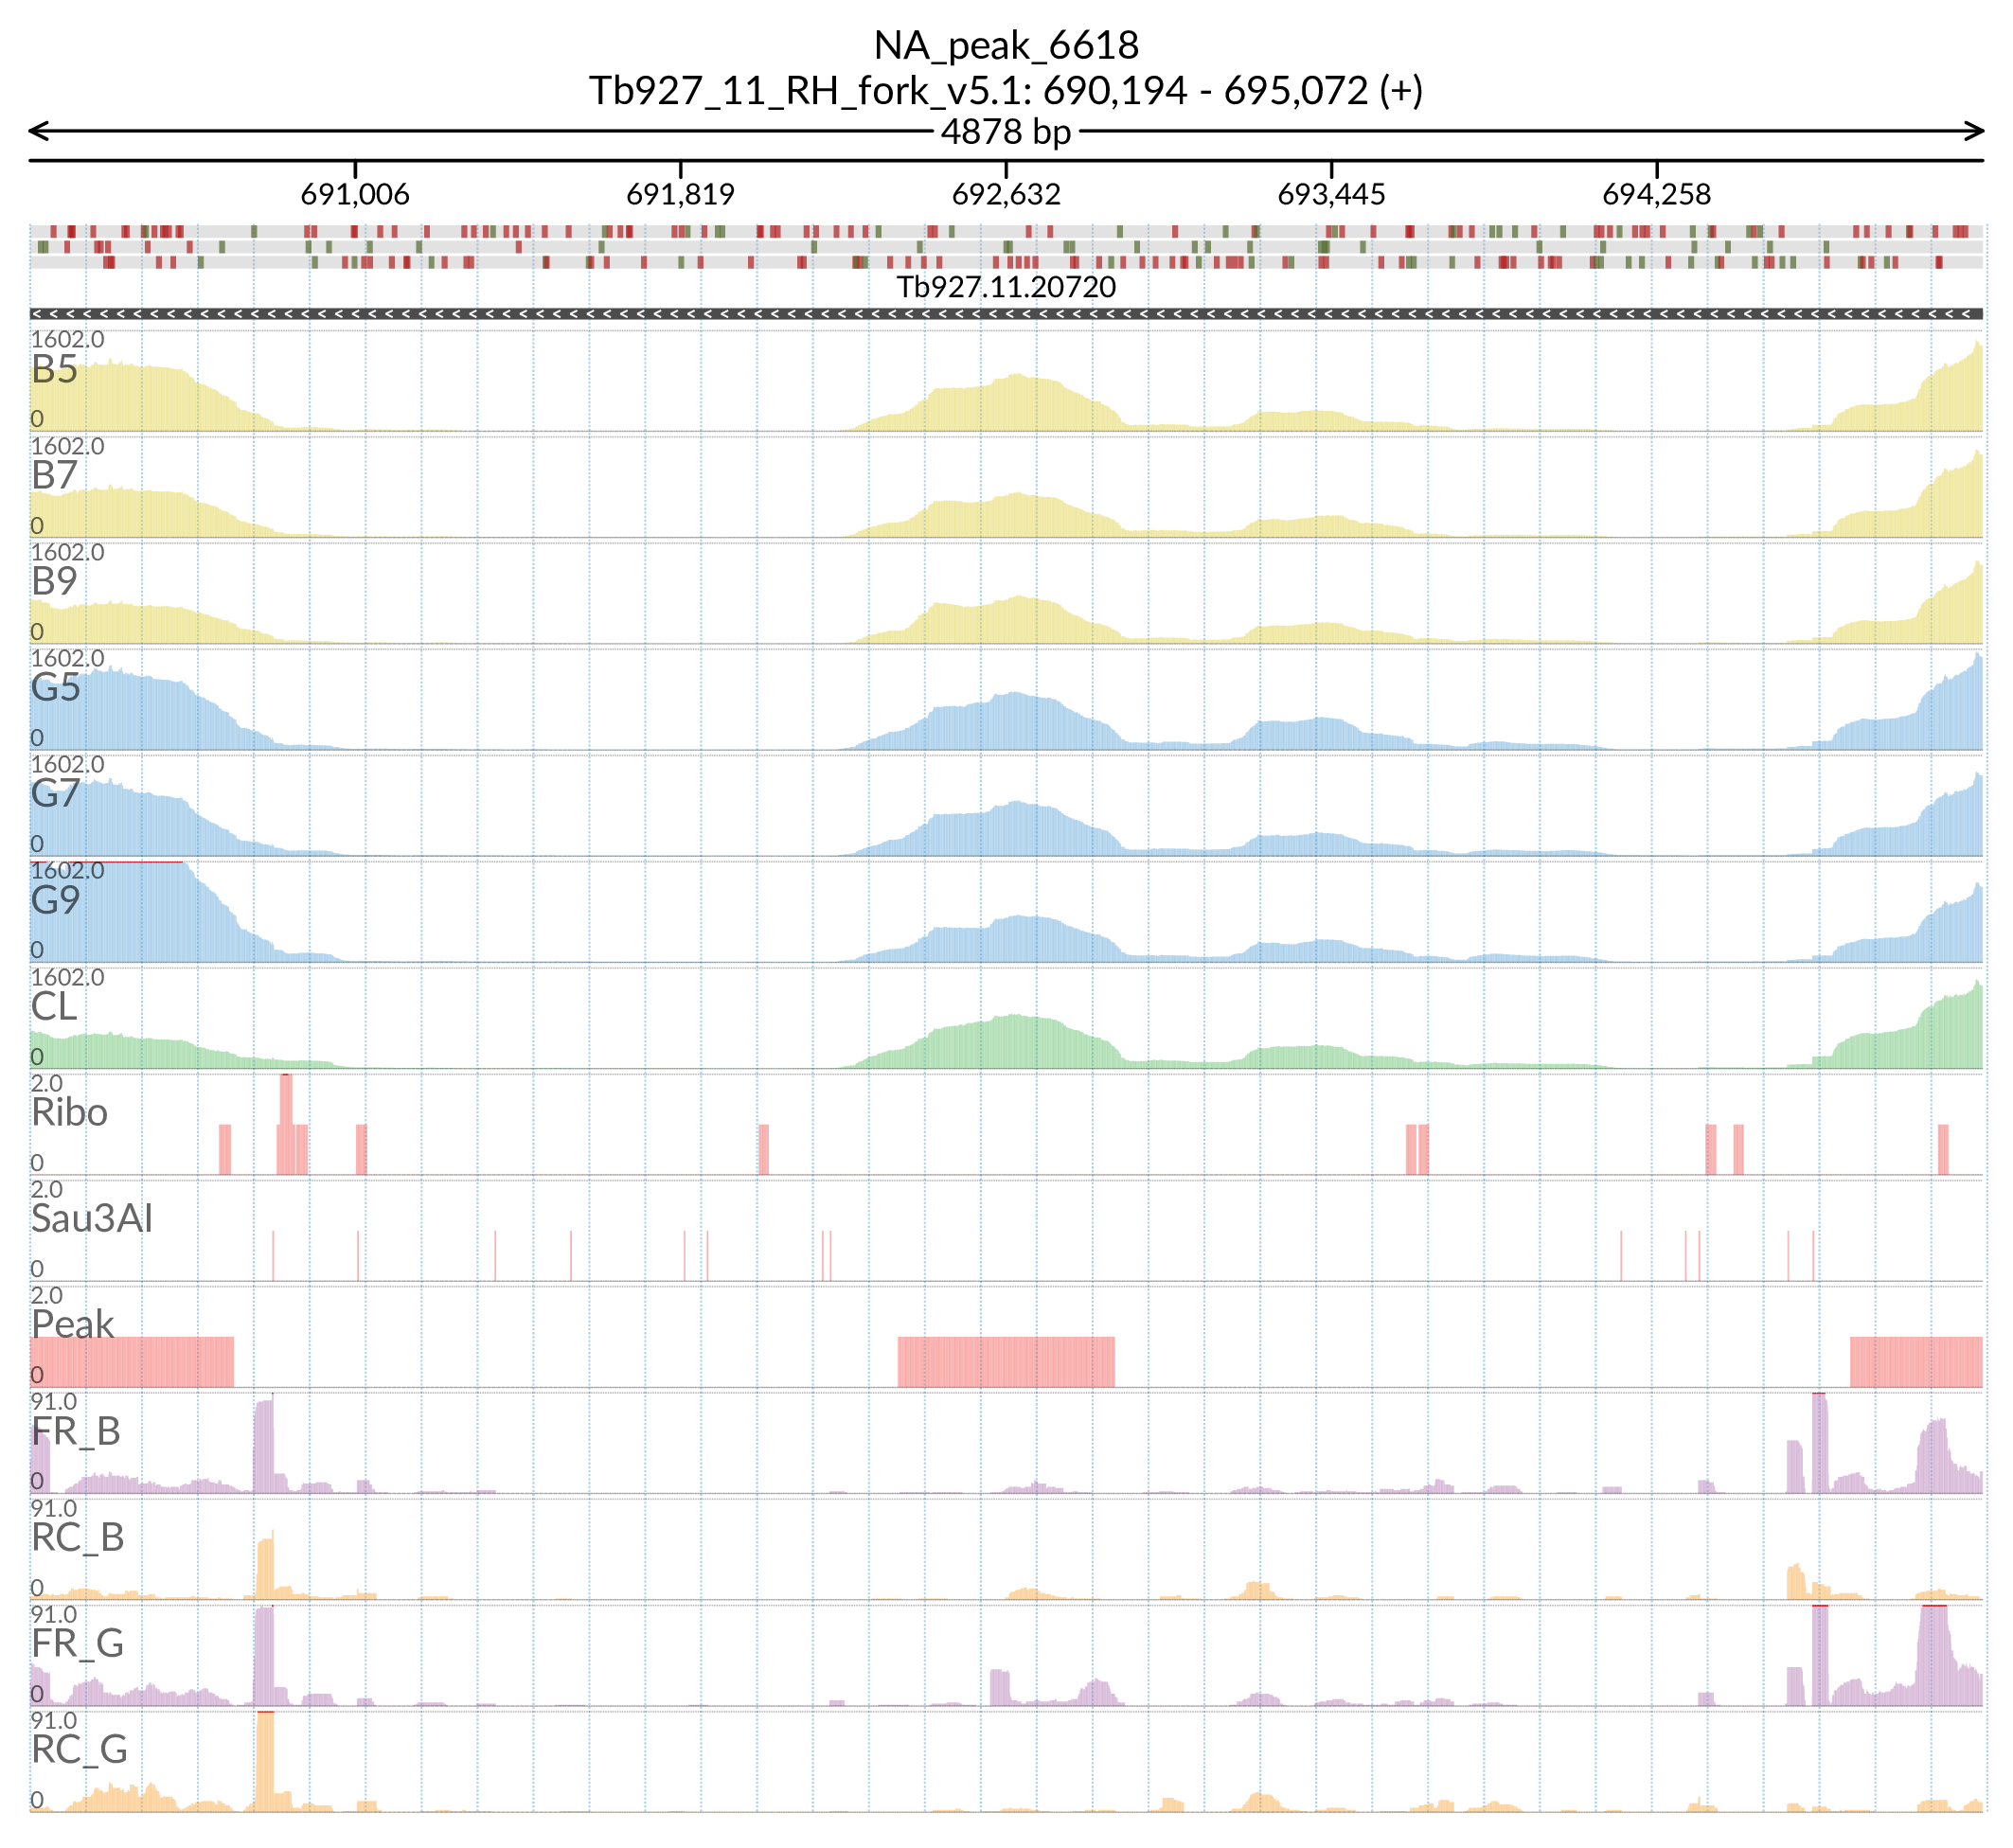 NA_peak_6618
Tb927_11_RH_fork_v5.1: 690,194 - 695,072 (+)
4878 bp
691,006 691,819 692,632 693,445 694,258
Tb927.11.20720
1602.0
B5
0
1602.0
B7
0
1602.0
B9
0
1602.0
G5
0
1602.0
G7
0
1602.0
G9
0
1602.0
CL
0
2.0
Ribo
0
2.0
Sau3AI
0
2.0
Peak
0
91.0
FR_B
0
91.0
RC_B
0
91.0
FR_G
0
91.0
RC_G
0